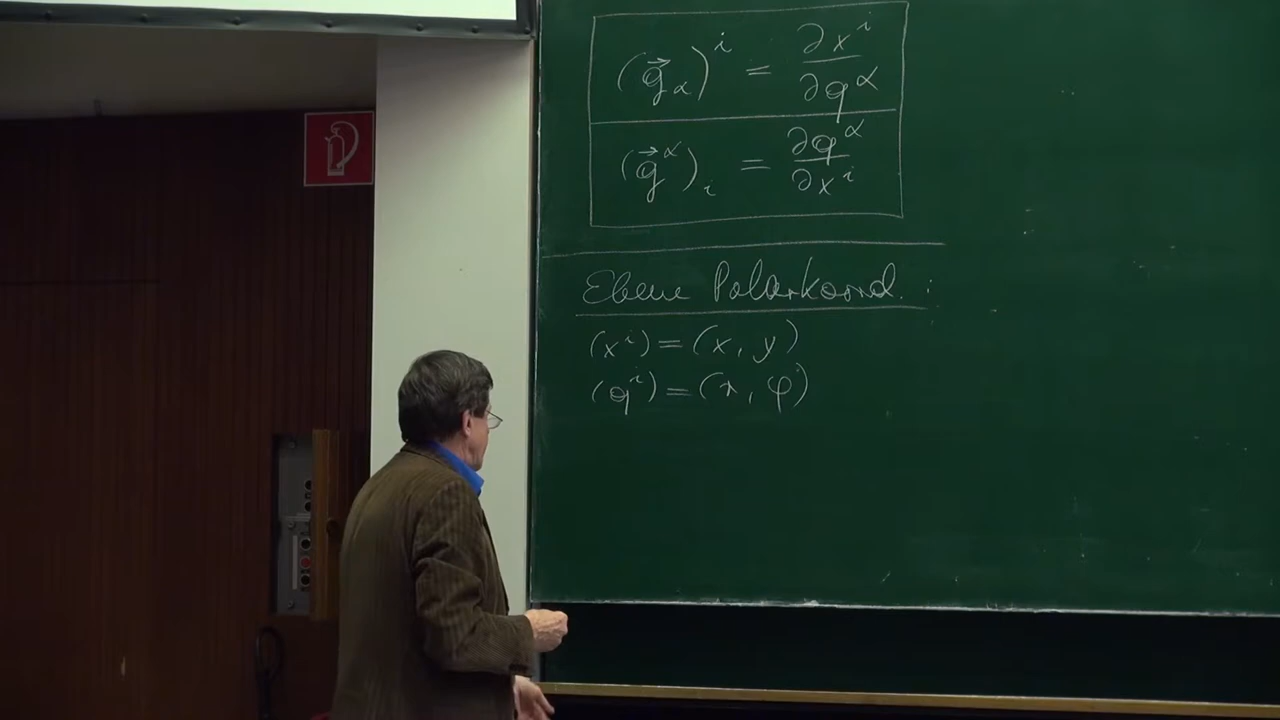 (g⃗_α)^i = ∂x^i/∂q^α
(g⃗^α)_i = ∂q^α/∂x^i
Ebene Polarkoord. :
(x^i) = (x, y)
(q^i) = (r, φ)